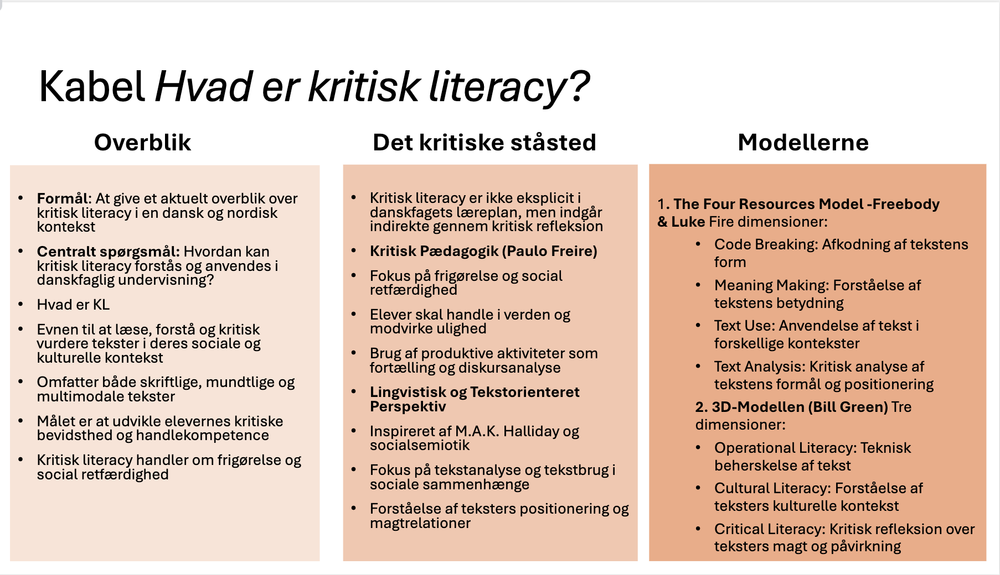 Kabel Hvad er kritisk literacy?
Overblik
• Formål: At give et aktuelt overblik over
kritisk literacy i en dansk og nordisk
kontekst
• Centralt spørgsmål: Hvordan kan
kritisk literacy forstås og anvendes i
danskfaglig undervisning?
• Hvad er KL
• Evnen til at læse, forstå og kritisk
vurdere tekster i deres sociale og
kulturelle kontekst
• Omfatter både skriftlige, mundtlige og
multimodale tekster
• Målet er at udvikle elevernes kritiske
bevidsthed og handlekompetence
• Kritisk literacy handler om frigørelse og
social retfærdighed
Det kritiske ståsted
• Kritisk literacy er ikke eksplicit i
danskfagets læreplan, men indgår
indirekte gennem kritisk refleksion
• Kritisk Pædagogik (Paulo Freire)
• Fokus på frigørelse og social
retfærdighed
• Elever skal handle i verden og
modvirke ulighed
• Brug af produktive aktiviteter som
fortælling og diskursanalyse
• Lingvistisk og Tekstorienteret
Perspektiv
• Inspireret af M.A.K. Halliday og
socialsemiotik
• Fokus på tekstanalyse og tekstbrug i
sociale sammenhænge
• Forståelse af teksters positionering og
magtrelationer
Modellerne
1. The Four Resources Model -Freebody
& Luke Fire dimensioner:
• Code Breaking: Afkodning af tekstens
form
• Meaning Making: Forståelse af
tekstens betydning
• Text Use: Anvendelse af tekst i
forskellige kontekster
• Text Analysis: Kritisk analyse af
tekstens formål og positionering
2. 3D-Modellen (Bill Green) Tre
dimensioner:
• Operational Literacy: Teknisk
beherskelse af tekst
• Cultural Literacy: Forståelse af
teksters kulturelle kontekst
• Critical Literacy: Kritisk refleksion over
teksters magt og påvirkning